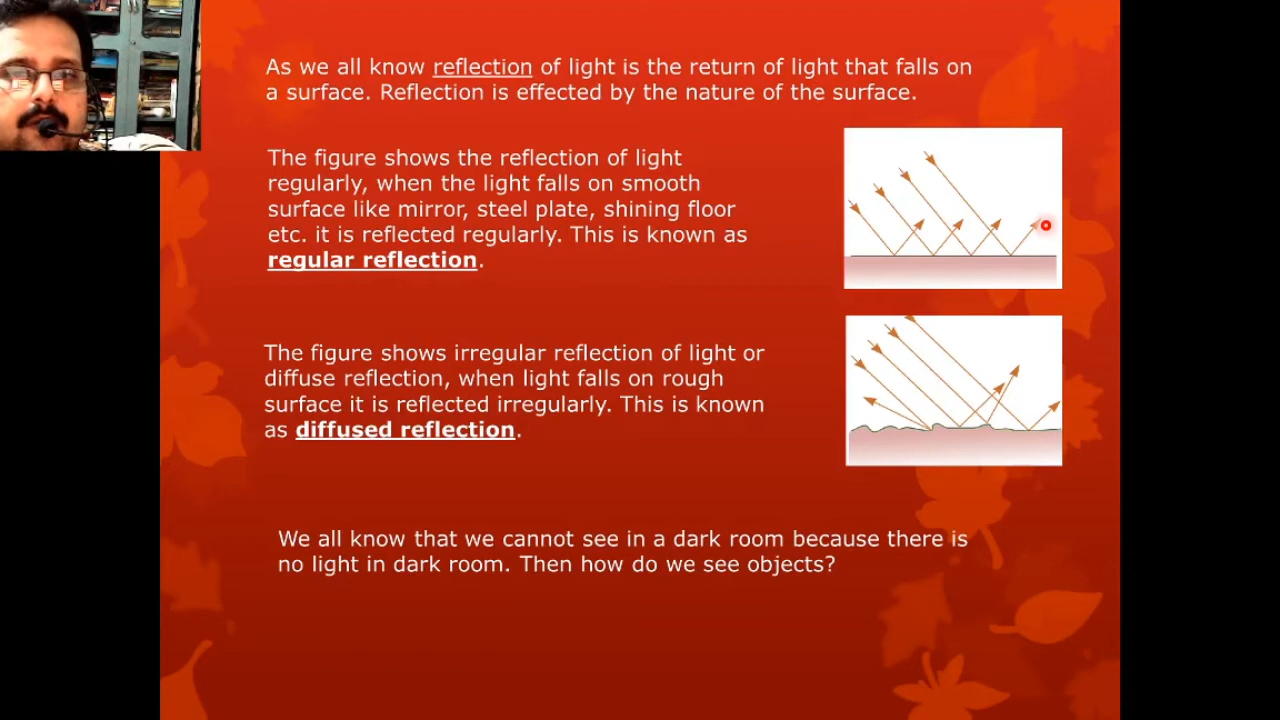 As we all know reflection of light is the return of light that falls on
a surface. Reflection is effected by the nature of the surface.
The figure shows the reflection of light
regularly, when the light falls on smooth
surface like mirror, steel plate, shining floor
etc. it is reflected regularly. This is known as
regular reflection.
The figure shows irregular reflection of light or
diffuse reflection, when light falls on rough
surface it is reflected irregularly. This is known
as diffused reflection.
We all know that we cannot see in a dark room because there is
no light in dark room. Then how do we see objects?